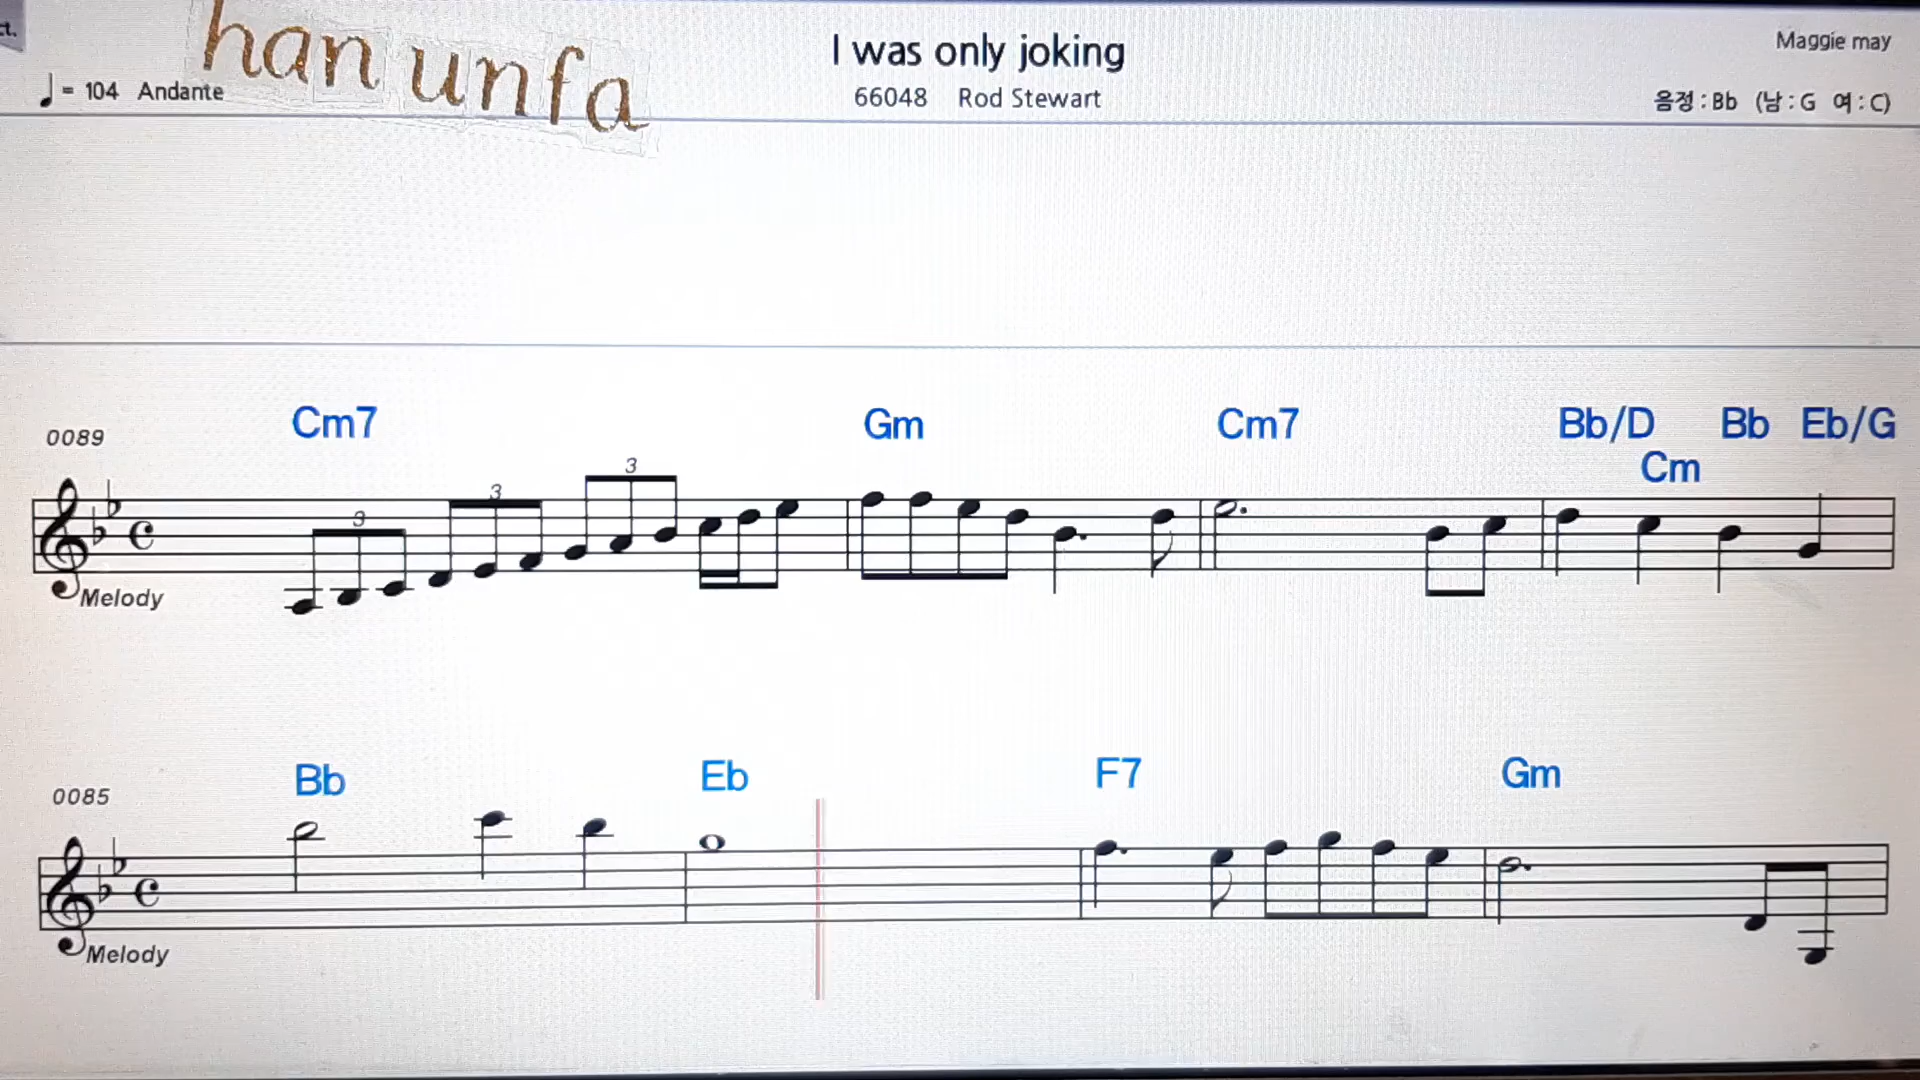 ct.
han unfa
I was only joking
Maggie may
♩= 104 Andante
66048 Rod Stewart
음정 : Bb (남 : G 여 : C)
0089
Cm7 Gm Cm7 Bb/D Bb Eb/G
Cm
3 3 3
Melody
0085
Bb Eb F7 Gm
Melody